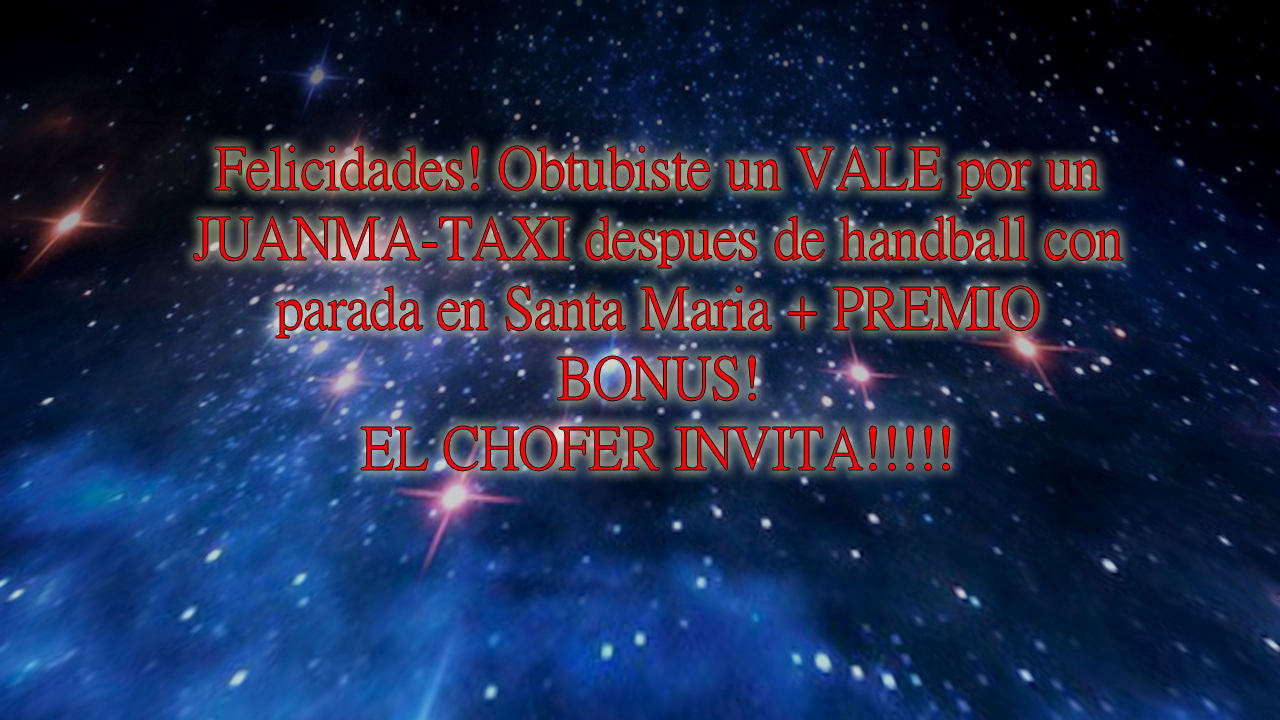 Felicidades! Obtubiste un VALE por un
JUANMA-TAXI despues de handball con
parada en Santa Maria + PREMIO
BONUS!
EL CHOFER INVITA!!!!!